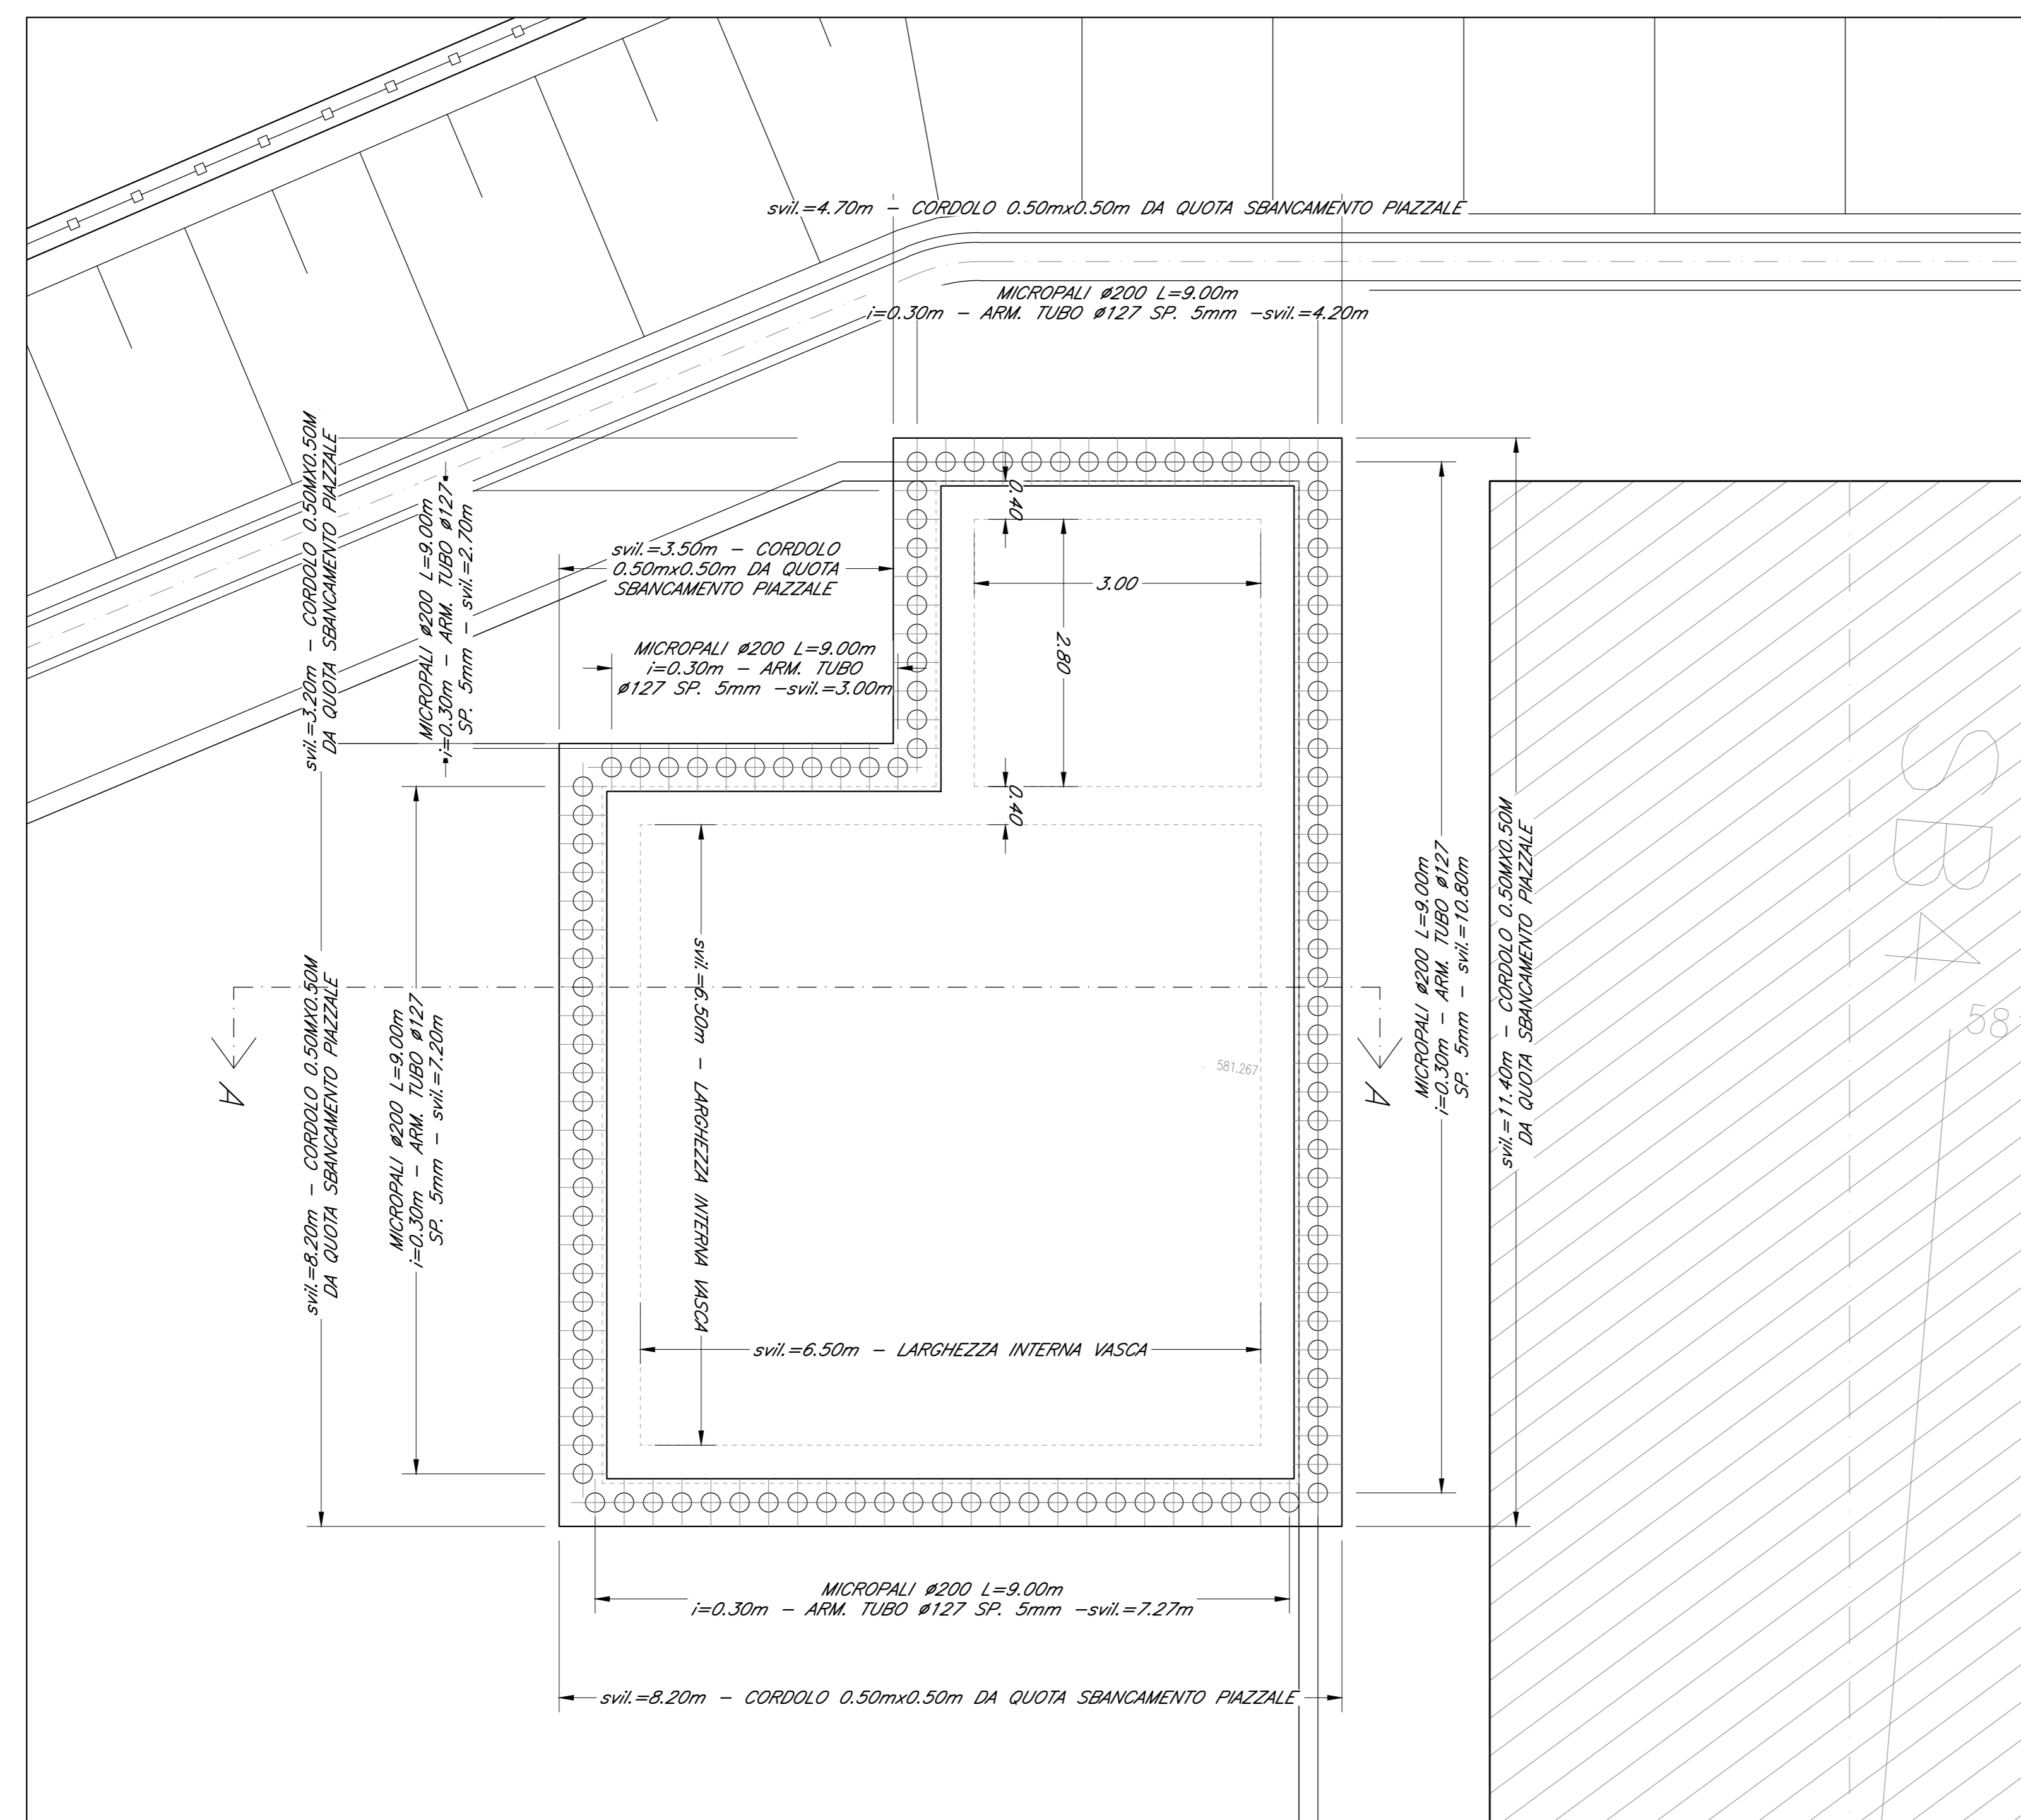 svil.=4.70m - CORDOLO 0.50mx0.50m DA QUOTA SBANCAMENTO PIAZZALE
MICROPALI ø200 L=9.00m
i=0.30m - ARM. TUBO ø127 SP. 5mm -svil.=4.20m
svil.=3.20m - CORDOLO 0.50MX0.50M
DA QUOTA SBANCAMENTO PIAZZALE
MICROPALI ø200 L=9.00m
i=0.30m - ARM. TUBO ø127
SP. 5mm - svil.=2.70m
svil.=3.50m - CORDOLO
0.50mx0.50m DA QUOTA
SBANCAMENTO PIAZZALE
MICROPALI ø200 L=9.00m
i=0.30m - ARM. TUBO
ø127 SP. 5mm -svil.=3.00m
0.40
3.00
2.80
0.40
svil.=8.20m - CORDOLO 0.50MX0.50M
DA QUOTA SBANCAMENTO PIAZZALE
MICROPALI ø200 L=9.00m
i=0.30m - ARM. TUBO ø127
SP. 5mm - svil.=7.20m
svil.=6.50m - LARGHEZZA INTERNA VASCA
svil.=6.50m - LARGHEZZA INTERNA VASCA
581.267
A
A
MICROPALI ø200 L=9.00m
i=0.30m - ARM. TUBO ø127
SP. 5mm - svil.=10.80m
svil.=11.40m - CORDOLO 0.50MX0.50M
DA QUOTA SBANCAMENTO PIAZZALE
SBA
58
MICROPALI ø200 L=9.00m
i=0.30m - ARM. TUBO ø127 SP. 5mm -svil.=7.27m
svil.=8.20m - CORDOLO 0.50mx0.50m DA QUOTA SBANCAMENTO PIAZZALE